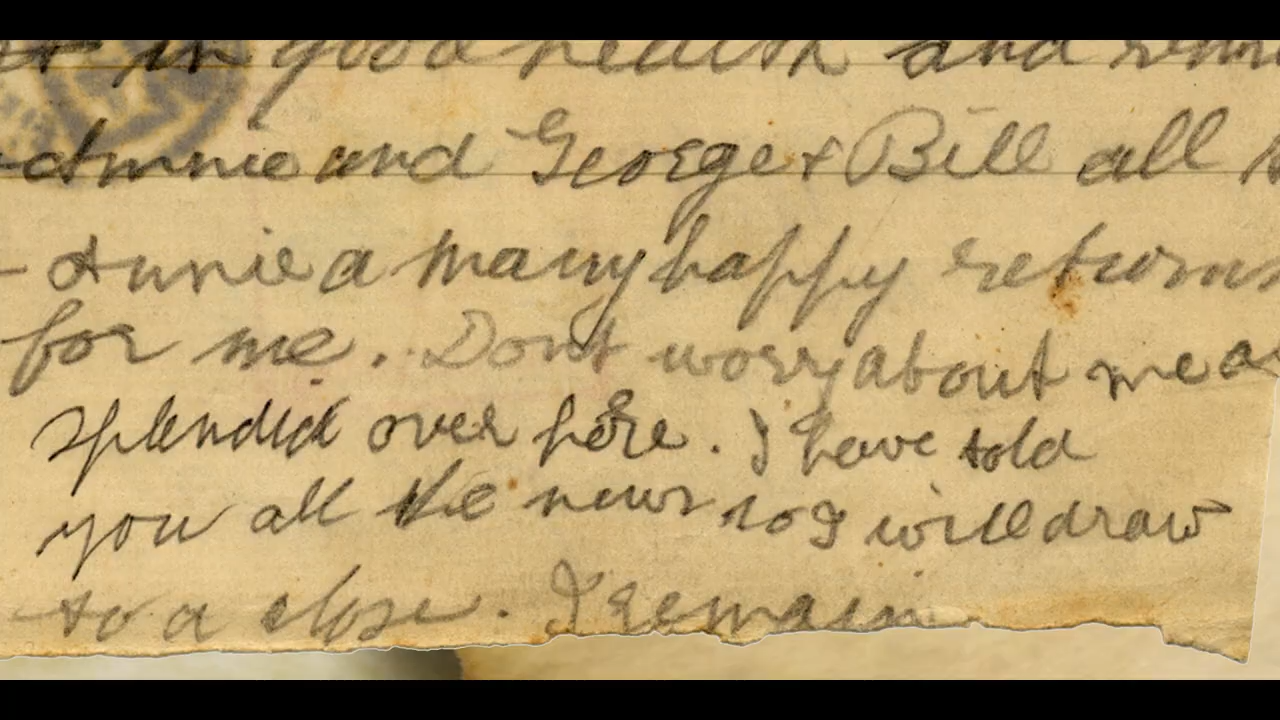 in good health and
Annie and George & Bill all
Annie a many happy returns
for me. Dont worry about me
splendid over here. I have told
you all the news so I will draw
to a close. I remain